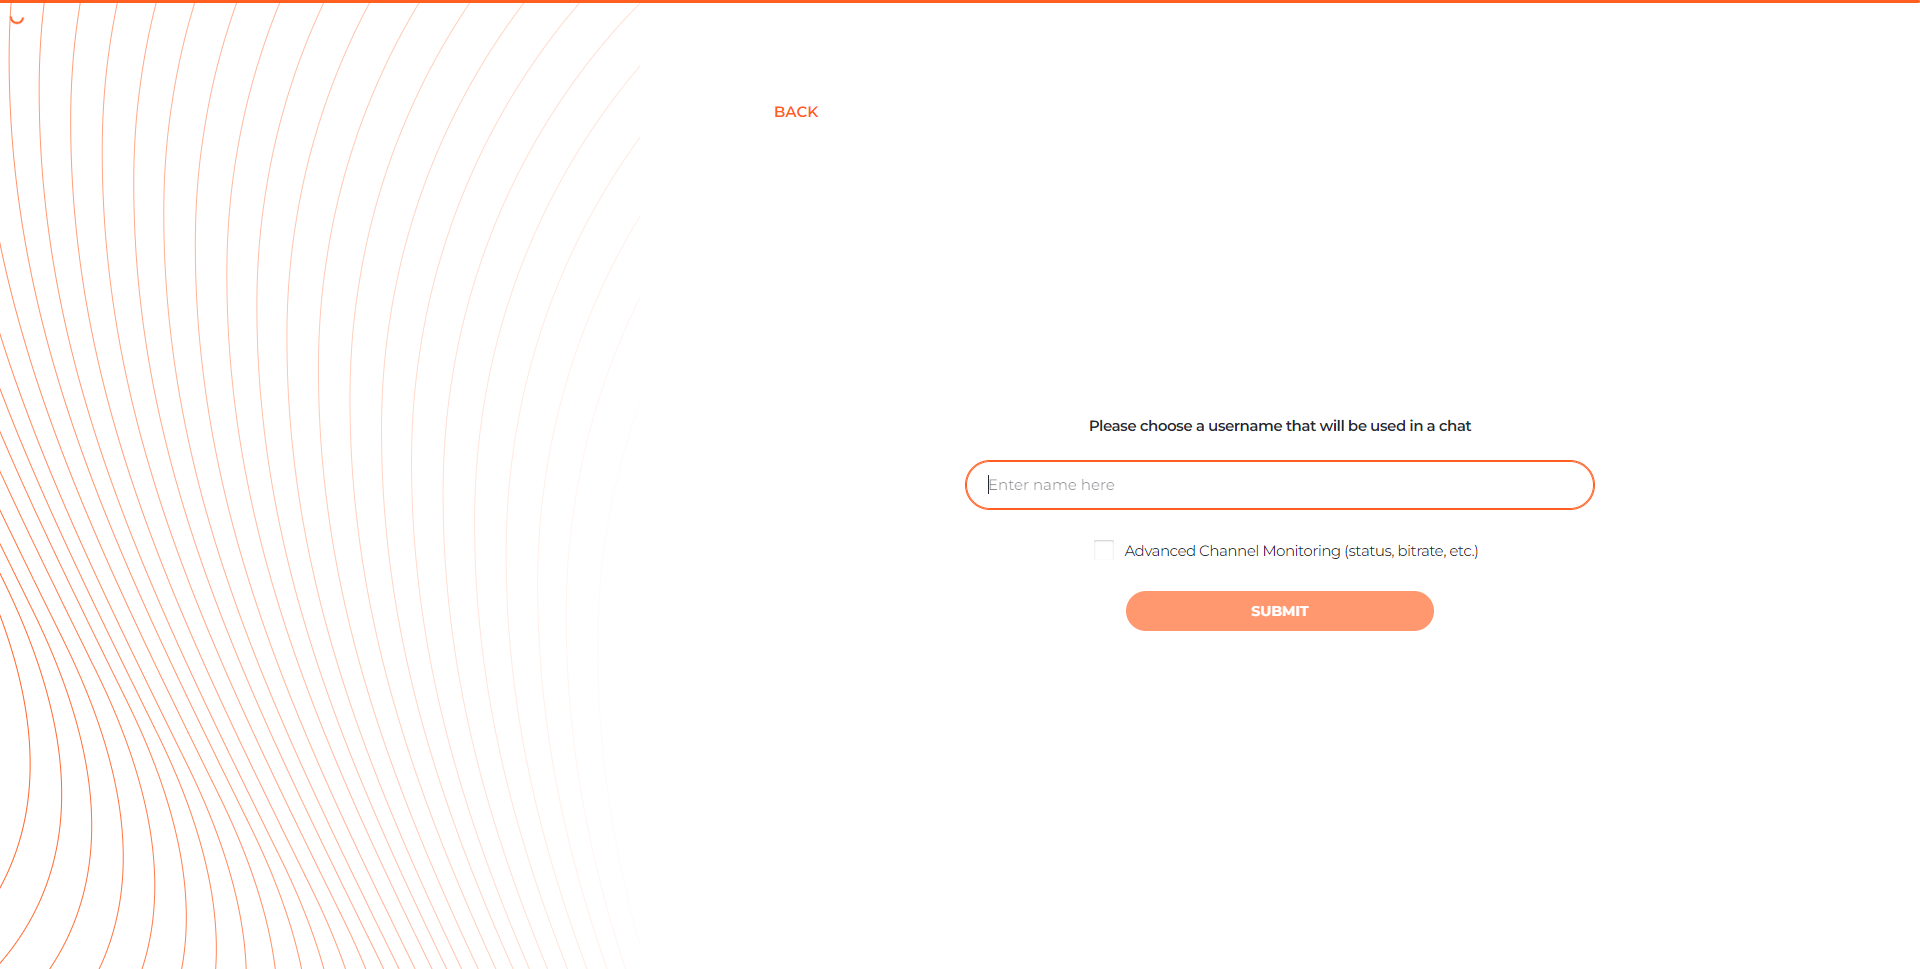 BACK
Please choose a username that will be used in a chat
Enter name here
Advanced Channel Monitoring (status, bitrate, etc.)
SUBMIT